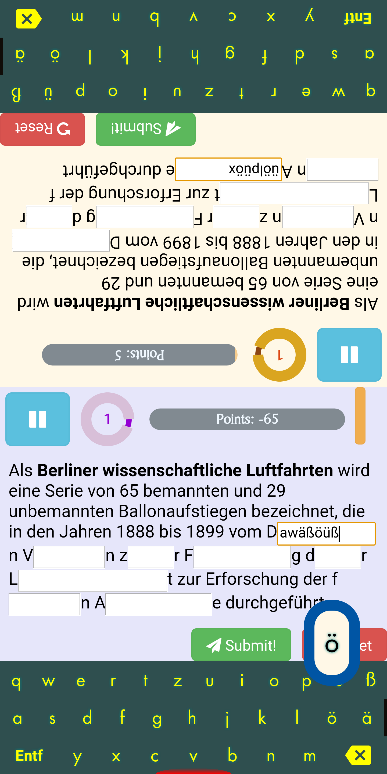 1 Points: 5
Als Berliner wissenschaftliche Luftfahrten wird
eine Serie von 65 bemannten und 29
unbemannten Ballonaufstiegen bezeichnet, die
in den Jahren 1888 bis 1899 vom D
n V n z r F g d r
L t zur Erforschung der f
n A e durchgeführt
Submit! Reset
q w e r t z u i o p ü ß
a s d f g h j k l ö ä
Entf y x c v b n m
1 Points: -65
Als Berliner wissenschaftliche Luftfahrten wird
eine Serie von 65 bemannten und 29
unbemannten Ballonaufstiegen bezeichnet, die
in den Jahren 1888 bis 1899 vom Dawäßöüß
n V n z r F g d r
L t zur Erforschung der f
n A e durchgeführt
Submit! ö et
q w e r t z u i o p ß
a s d f g h j k l ö ä
Entf y x c v b n m